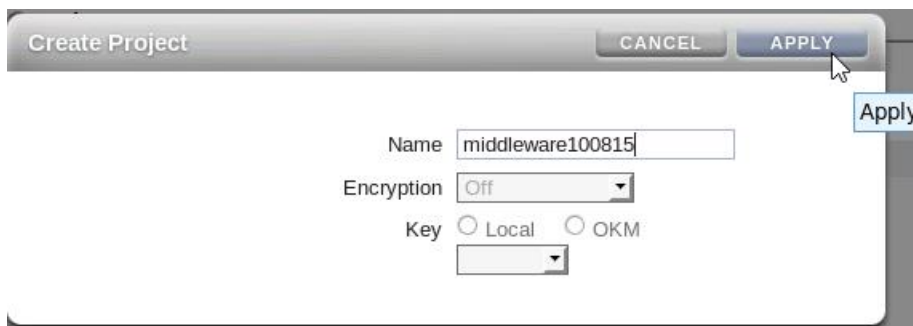 Create Project
CANCEL
APPLY
Apply
Name middleware100815
Encryption Off
Key Local OKM